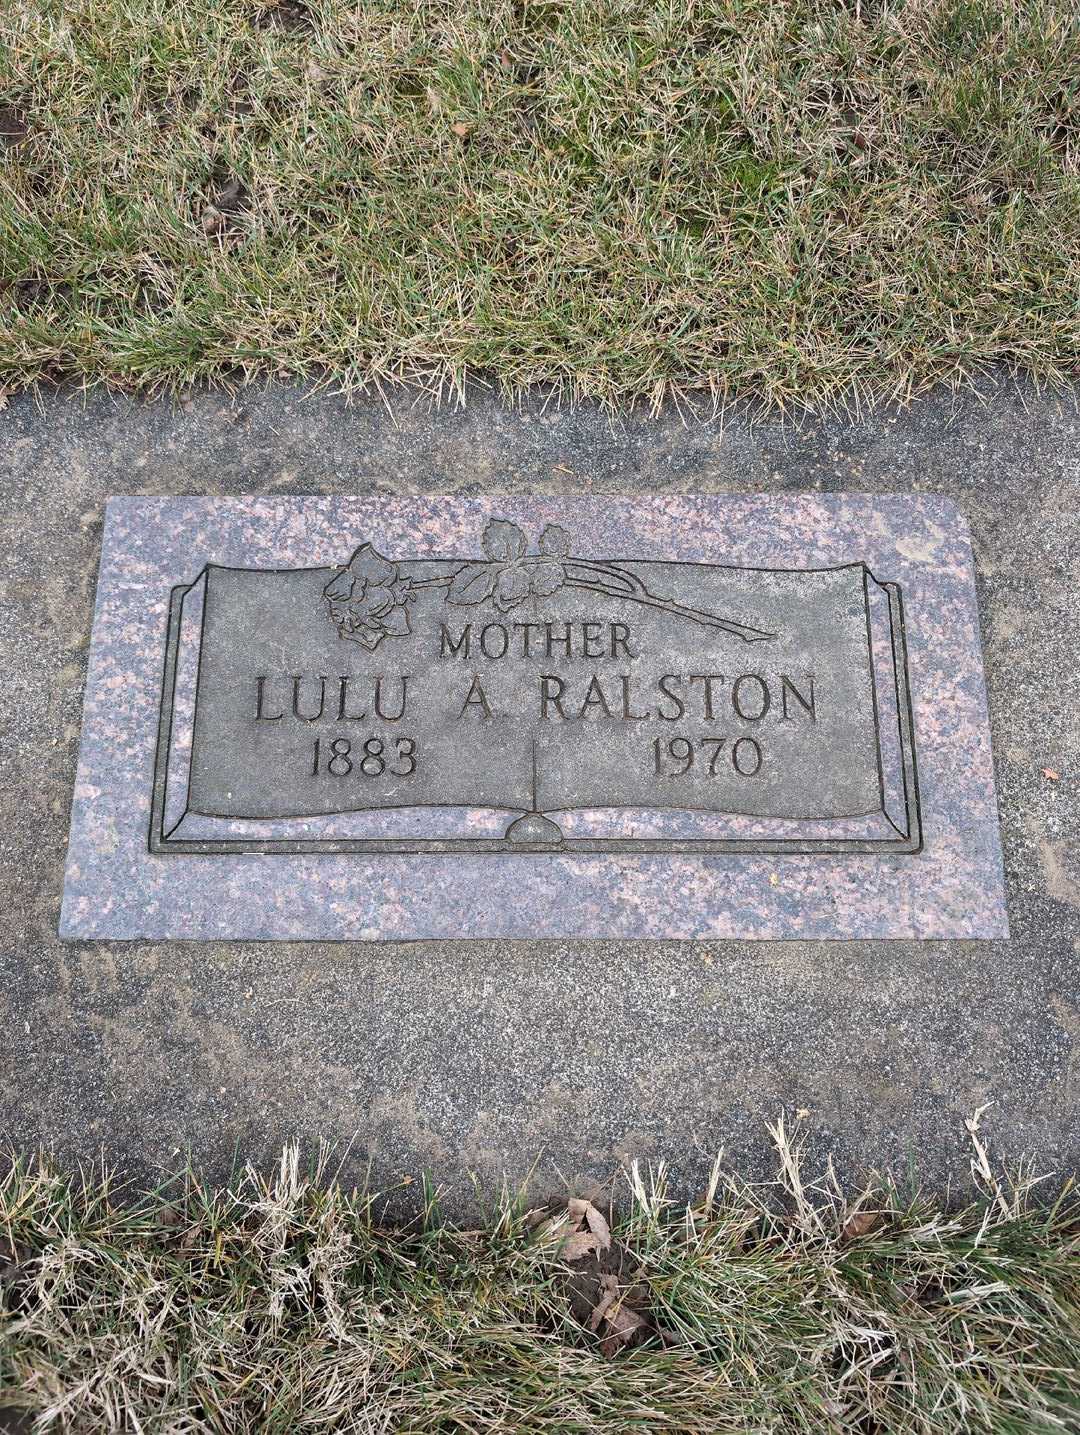 MOTHER
LULU A. RALSTON
1883 1970